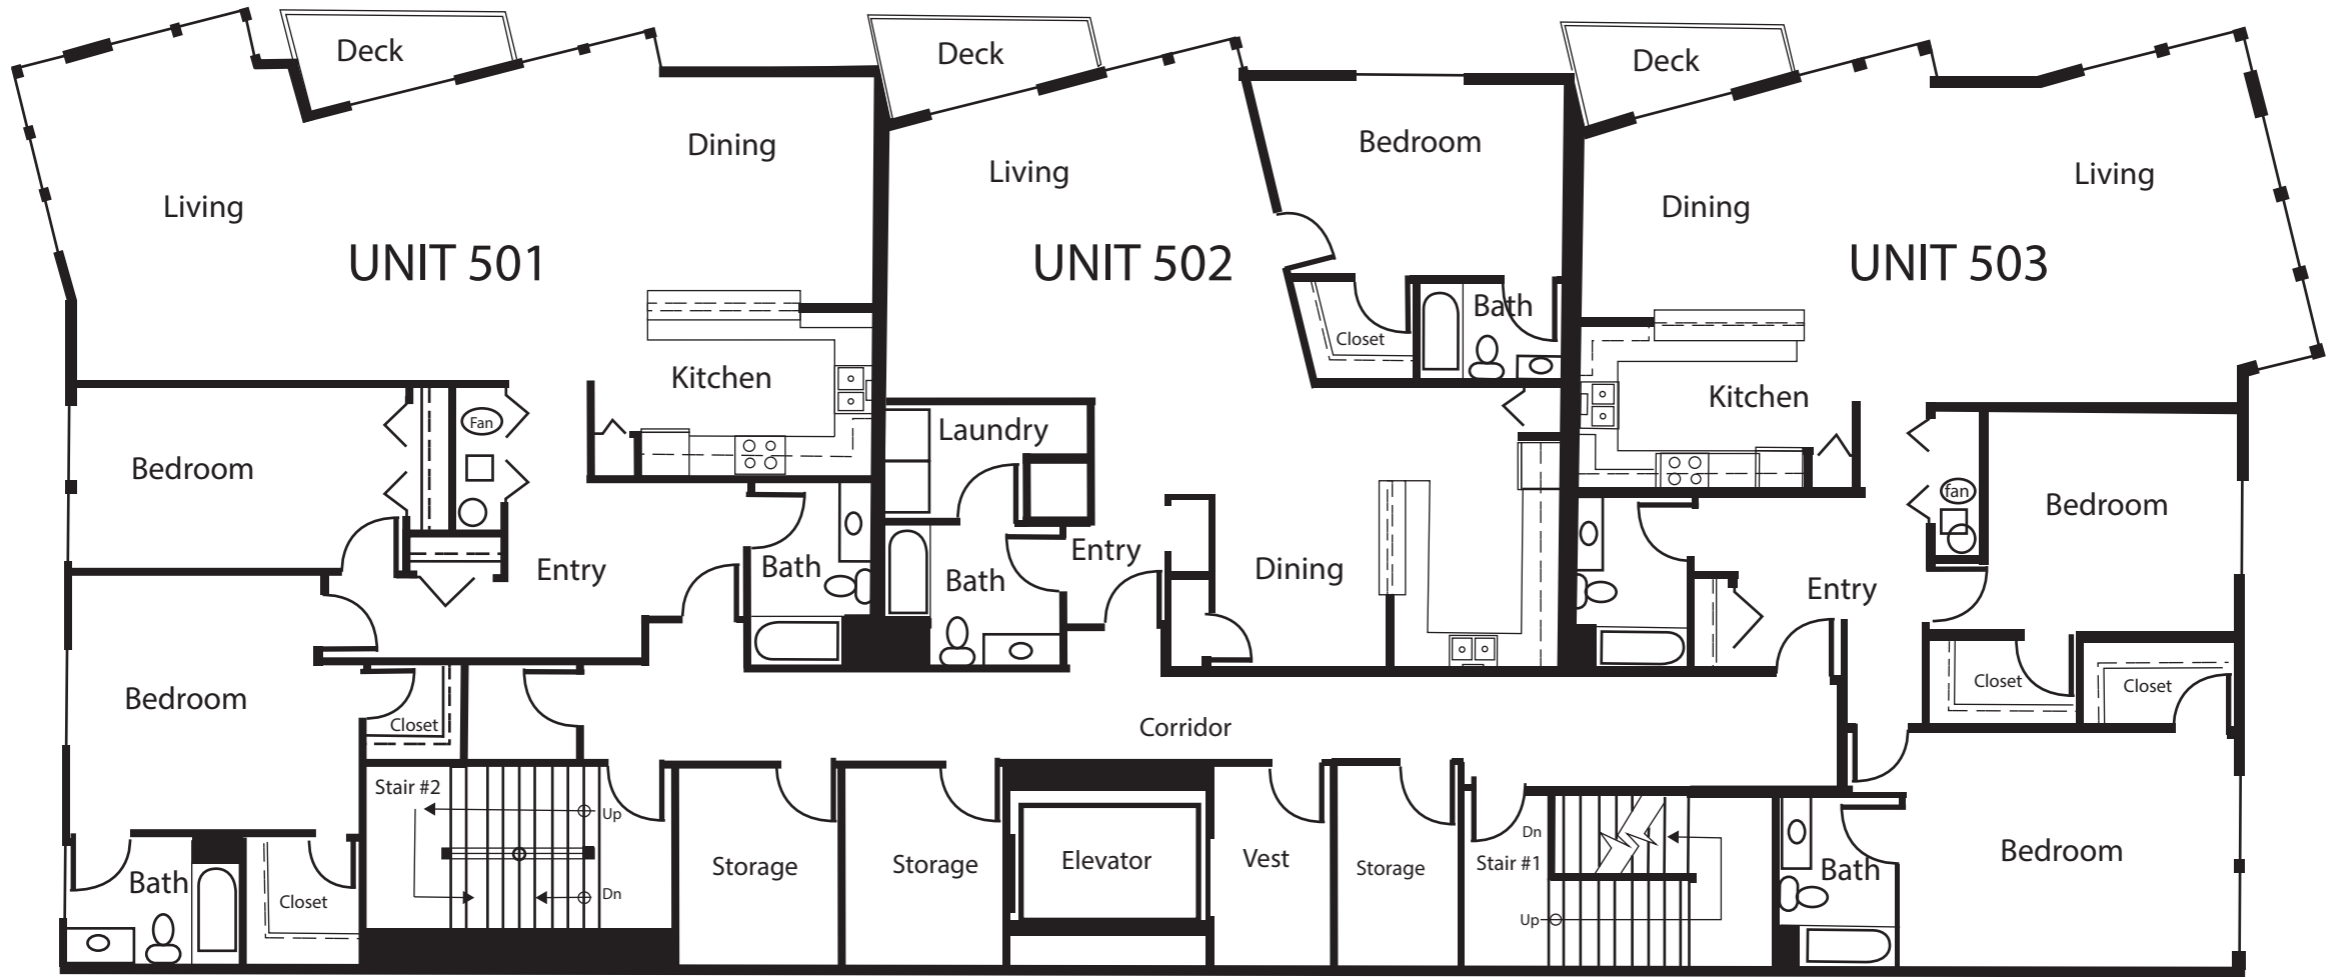 Deck
Deck
Deck
Dining
Bedroom
Living
Living
Living
Dining
UNIT 501
UNIT 502
UNIT 503
Bath
Closet
Kitchen
Kitchen
Fan
Laundry
Bedroom
fan
Bedroom
Entry
Bath
Entry
Bath
Dining
Entry
Bedroom
Closet
Closet
Closet
Corridor
Stair #2
Up
Dn
Storage
Storage
Elevator
Vest
Storage
Dn
Stair #1
Up
Bath
Bedroom
Bath
Closet